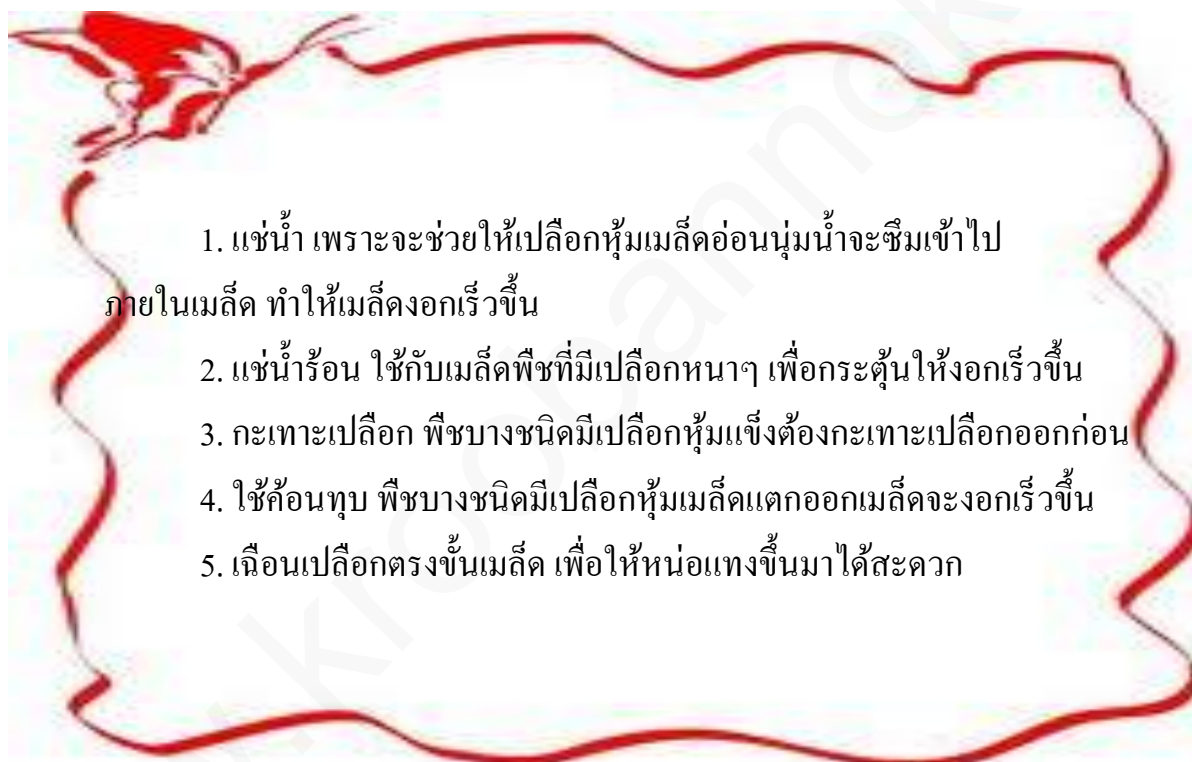 1. แช่น้ำ เพราะจะช่วยให้เปลือกหุ้มเมล็ดอ่อนนุ่มน้ำจะซึมเข้าไป
ภายในเมล็ด ทำให้เมล็ดงอกเร็วขึ้น
2. แช่น้ำร้อน ใช้กับเมล็ดพืชที่มีเปลือกหนาๆ เพื่อกระตุ้นให้งอกเร็วขึ้น
3. กะเทาะเปลือก พืชบางชนิดมีเปลือกหุ้มแข็งต้องกะเทาะเปลือกออกก่อน
4. ใช้ค้อนทุบ พืชบางชนิดมีเปลือกหุ้มเมล็ดแตกออกเมล็ดจะงอกเร็วขึ้น
5. เฉือนเปลือกตรงขั้นเมล็ด เพื่อให้หน่อแทงขึ้นมาได้สะดวก